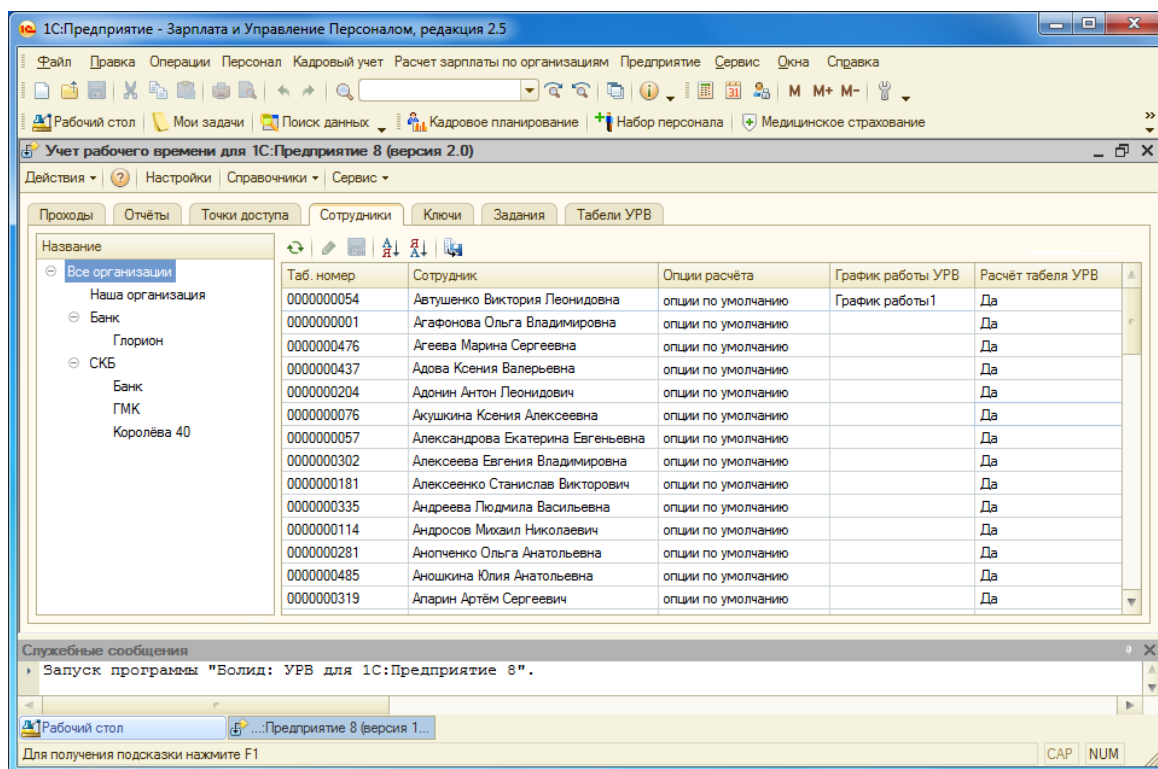 1С:Предприятие - Зарплата и Управление Персоналом, редакция 2.5
Файл Правка Операции Персонал Кадровый учет Расчет зарплаты по организациям Предприятие Сервис Окна Справка
M M+ M-
Рабочий стол Мои задачи Поиск данных Кадровое планирование Набор персонала Медицинское страхование
Учет рабочего времени для 1С:Предприятие 8 (версия 2.0)
Действия Настройки Справочники Сервис
Проходы Отчёты Точки доступа Сотрудники Ключи Задания Табели УРВ
Название
Все организации
Наша организация
Банк
Глорион
СКБ
Банк
ГМК
Королёва 40
Таб. номер Сотрудник Опции расчёта График работы УРВ Расчёт табеля УРВ
0000000054 Автушенко Виктория Леонидовна опции по умолчанию График работы1 Да
0000000001 Агафонова Ольга Владимировна опции по умолчанию Да
0000000476 Агеева Марина Сергеевна опции по умолчанию Да
0000000437 Адова Ксения Валерьевна опции по умолчанию Да
0000000204 Адонин Антон Леонидович опции по умолчанию Да
0000000076 Акушкина Ксения Алексеевна опции по умолчанию Да
0000000057 Александрова Екатерина Евгеньевна опции по умолчанию Да
0000000302 Алексеева Евгения Владимировна опции по умолчанию Да
0000000181 Алексеенко Станислав Викторович опции по умолчанию Да
0000000335 Андреева Людмила Васильевна опции по умолчанию Да
0000000114 Андросов Михаил Николаевич опции по умолчанию Да
0000000281 Анопченко Ольга Анатольевна опции по умолчанию Да
0000000485 Аношкина Юлия Анатольевна опции по умолчанию Да
0000000319 Апарин Артём Сергеевич опции по умолчанию Да
Служебные сообщения
Запуск программы "Болид: УРВ для 1С:Предприятие 8".
Рабочий стол ...:Предприятие 8 (версия 1...
Для получения подсказки нажмите F1 CAP NUM